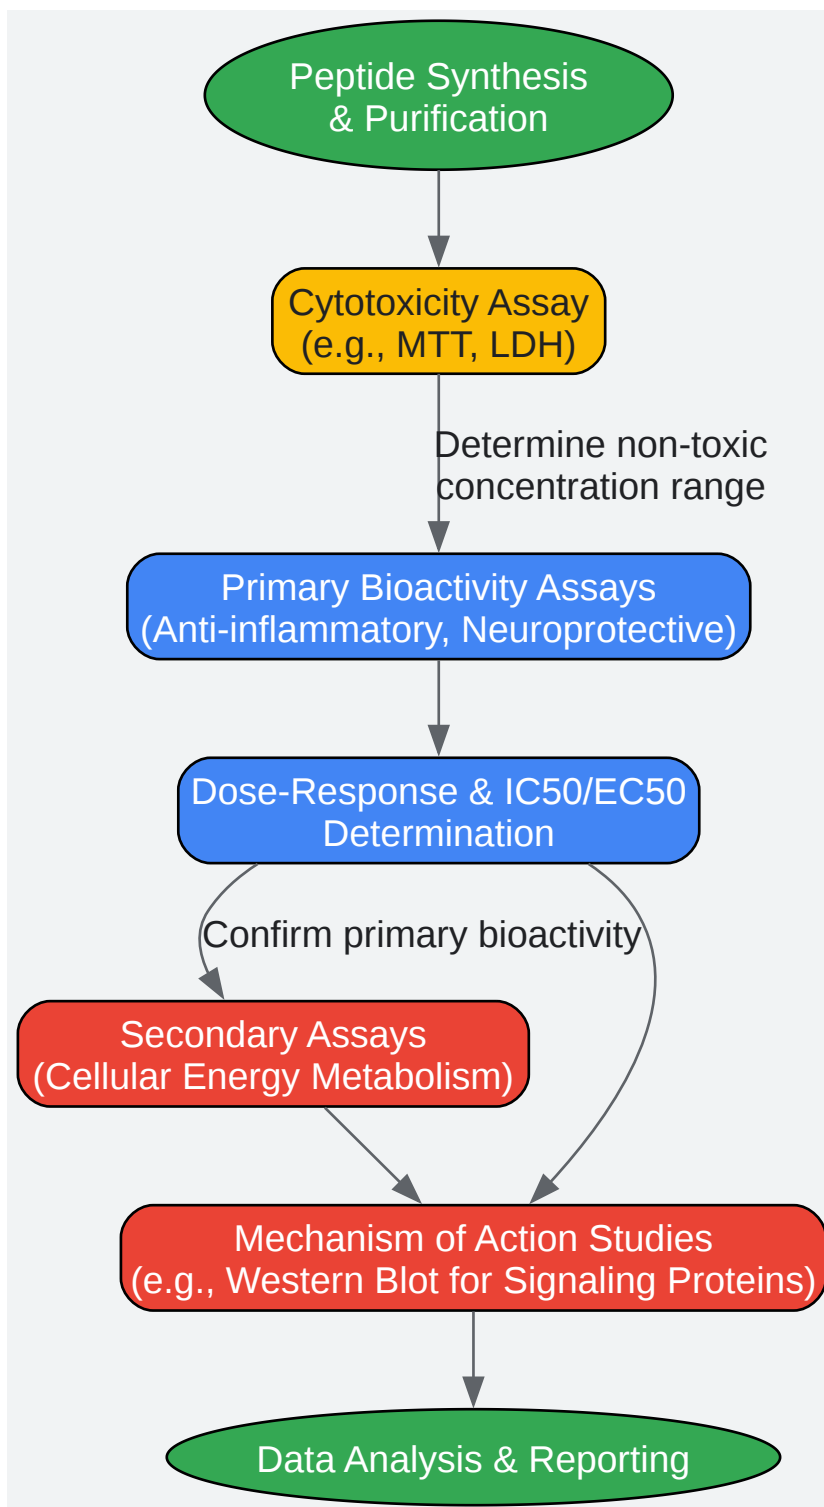 Peptide Synthesis
& Purification
Cytotoxicity Assay
(e.g., MTT, LDH)
Determine non-toxic
concentration range
Primary Bioactivity Assays
(Anti-inflammatory, Neuroprotective)
Dose-Response & IC50/EC50
Determination
Confirm primary bioactivity
Secondary Assays
(Cellular Energy Metabolism)
Mechanism of Action Studies
(e.g., Western Blot for Signaling Proteins)
Data Analysis & Reporting